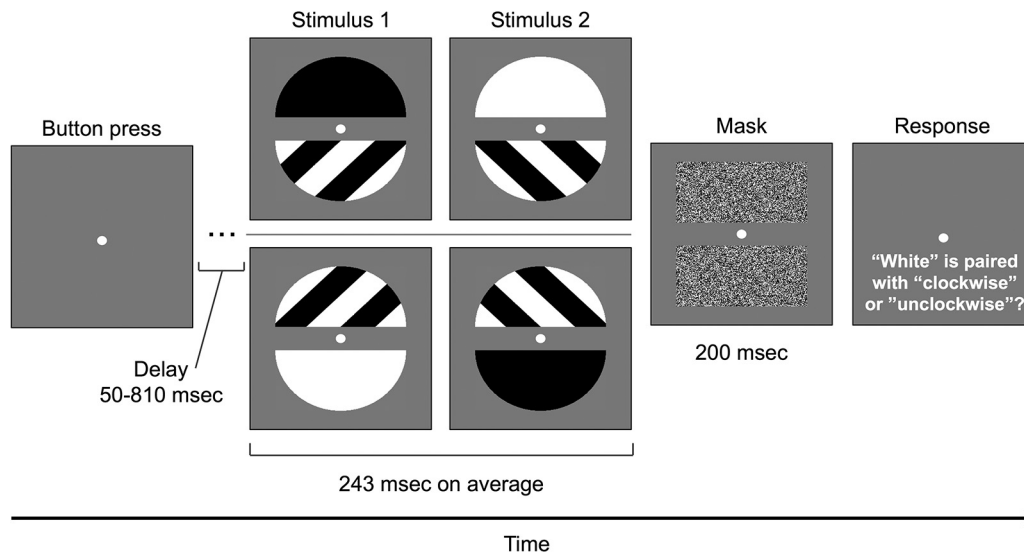 Stimulus 1
Stimulus 2
Button press
Mask
Response
...
“White” is paired
with “clockwise”
or ”unclockwise”?
Delay
50-810 msec
200 msec
243 msec on average
Time